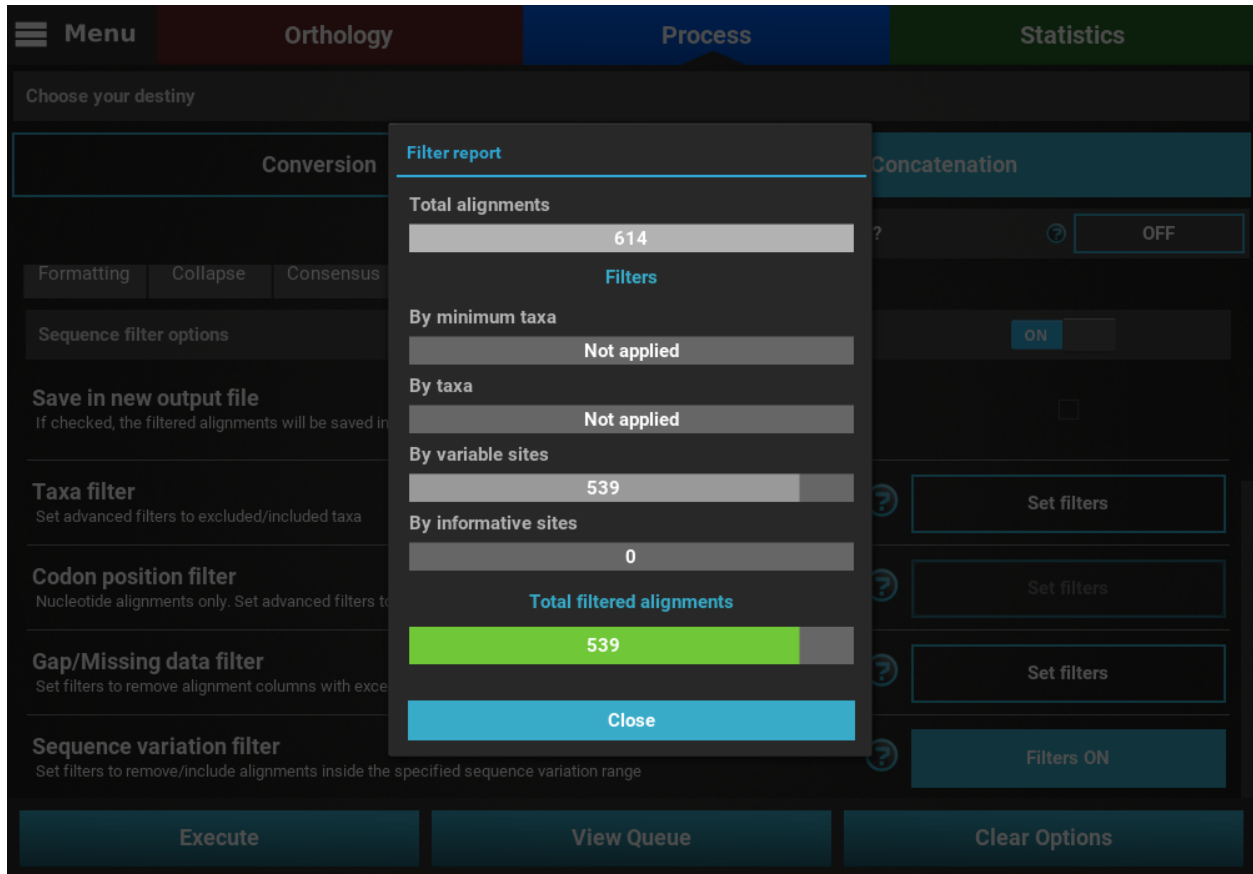 Menu
Orthology
Process
Statistics
Choose your destiny
Conversion
Concatenation
?
?
OFF
Formatting
Collapse
Consensus
Sequence filter options
ON
Save in new output file
If checked, the filtered alignments will be saved in
Taxa filter
Set advanced filters to excluded/included taxa
?
Set filters
Codon position filter
Nucleotide alignments only. Set advanced filters to
?
Set filters
Gap/Missing data filter
Set filters to remove alignment columns with exce
?
Set filters
Sequence variation filter
Set filters to remove/include alignments inside the specified sequence variation range
?
Filters ON
Execute
View Queue
Clear Options
Filter report
Total alignments
614
Filters
By minimum taxa
Not applied
By taxa
Not applied
By variable sites
539
By informative sites
0
Total filtered alignments
539
Close